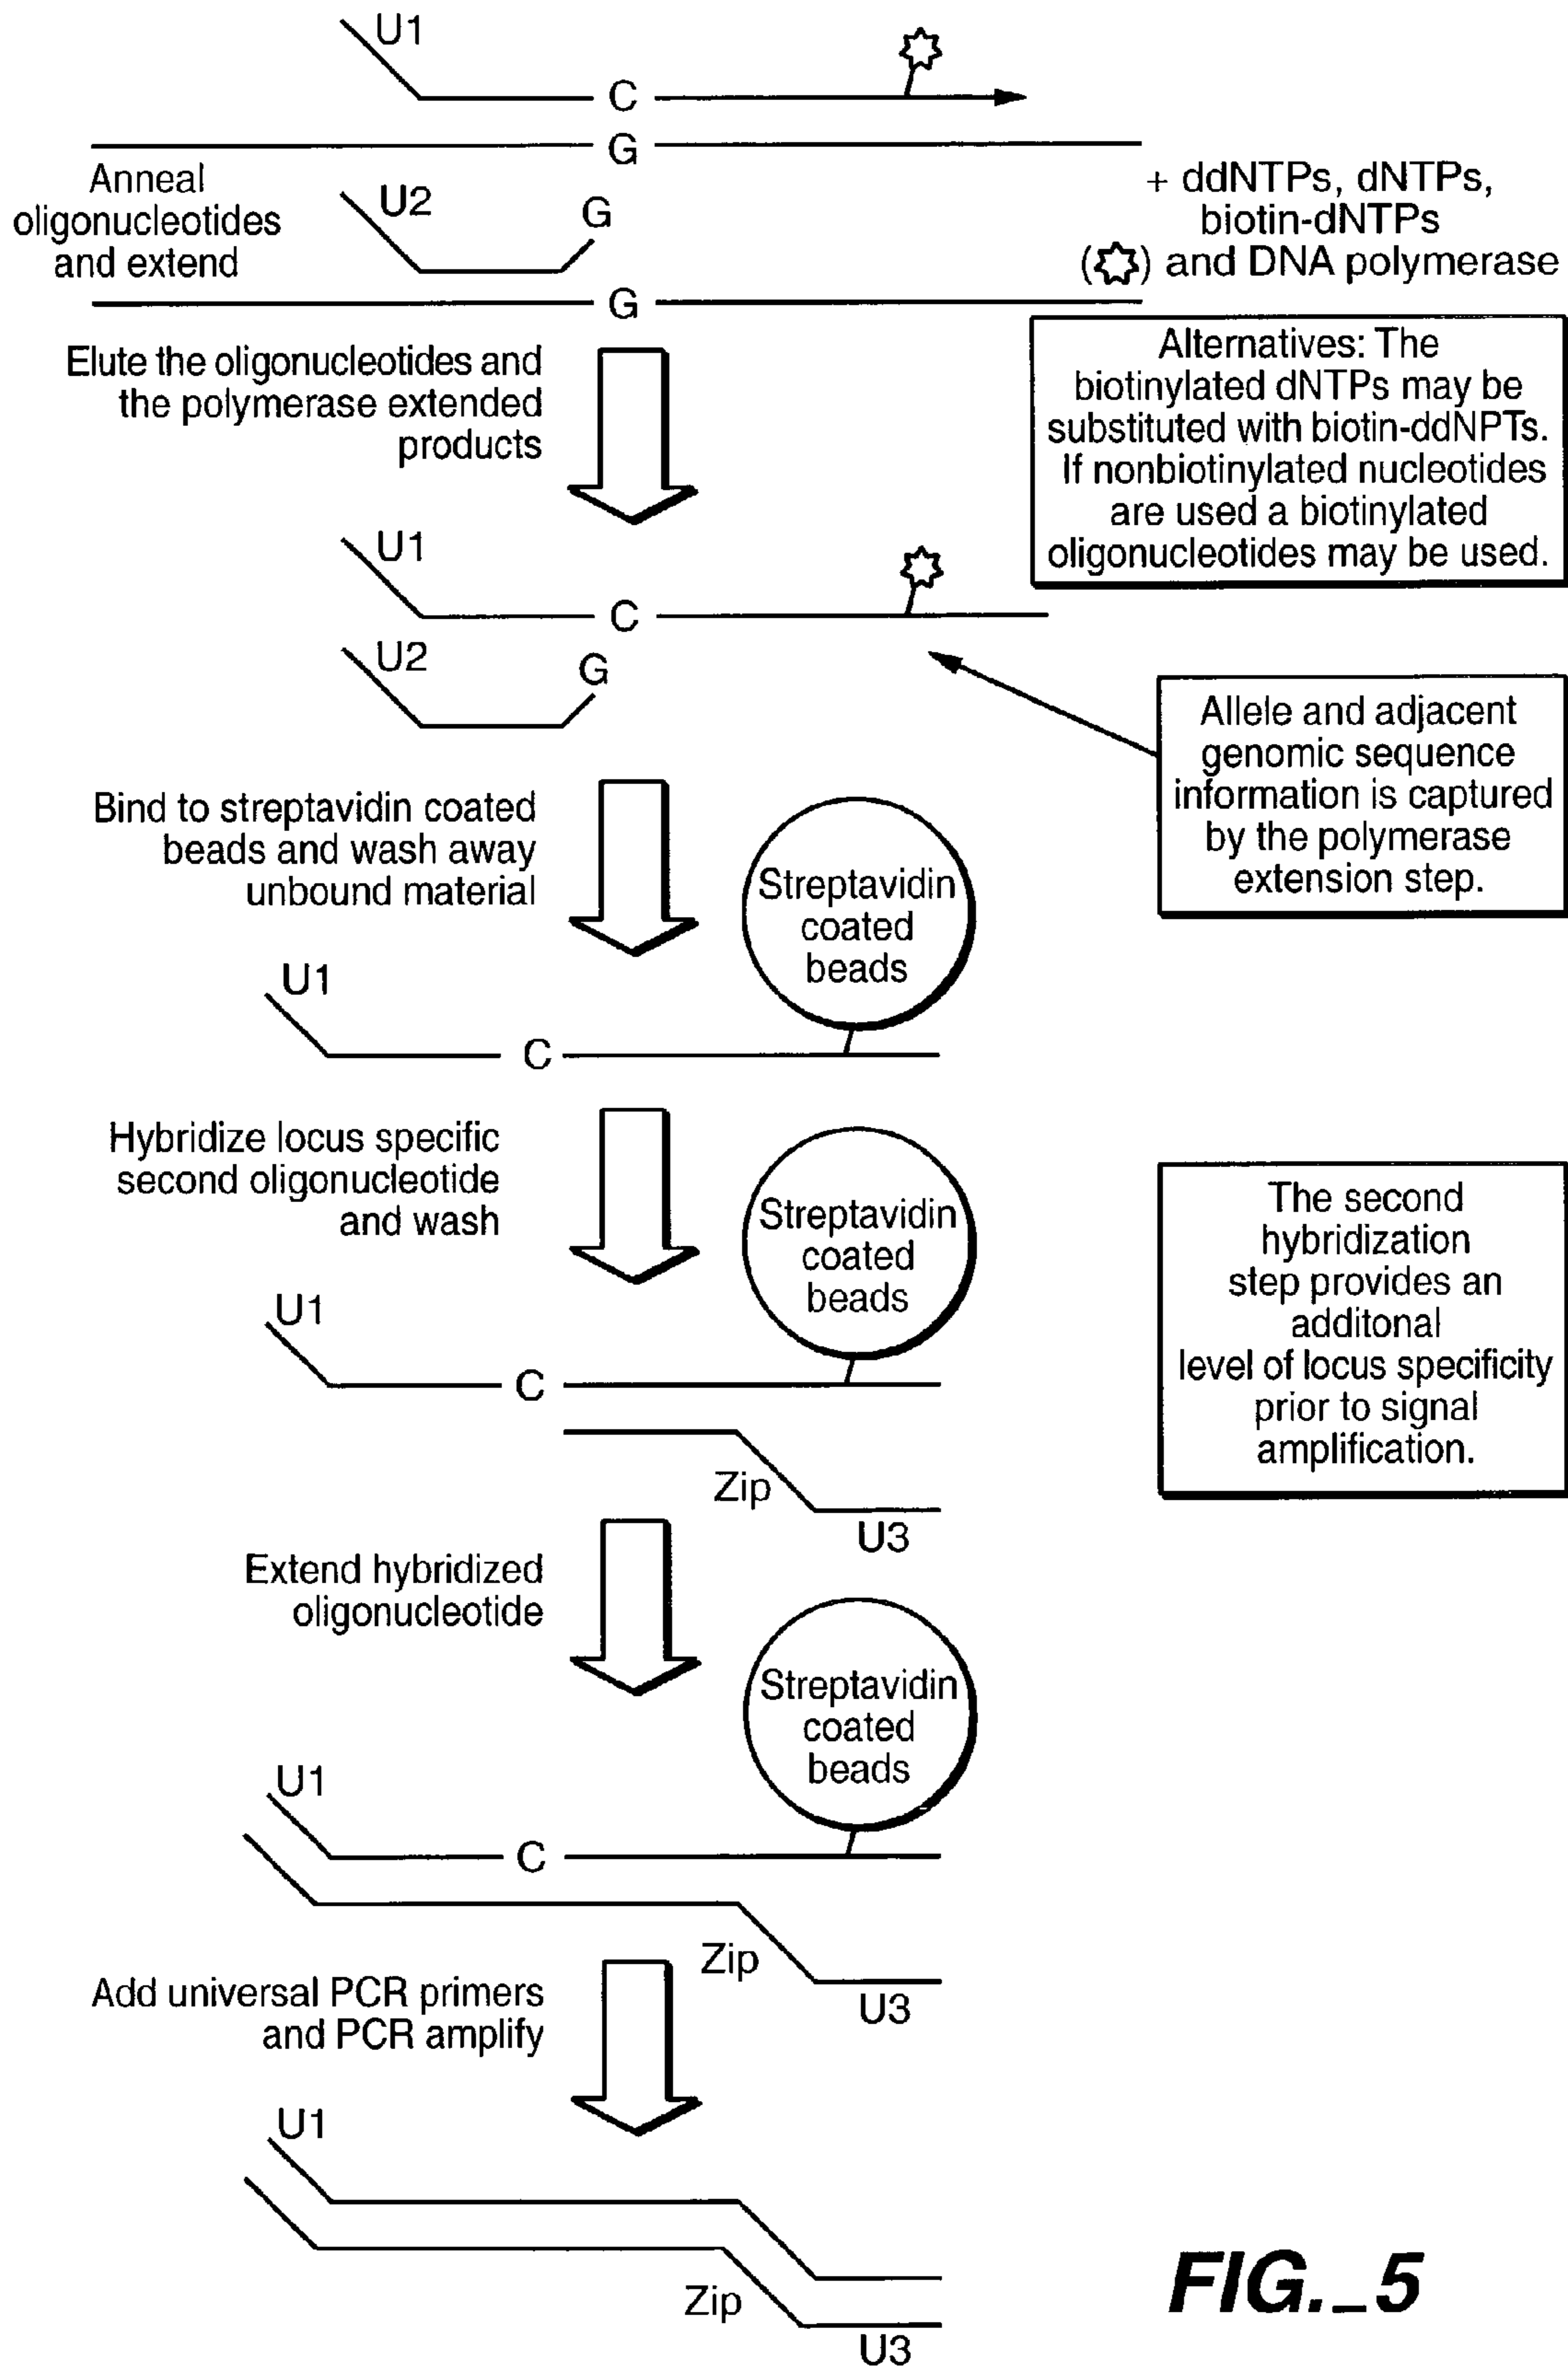 U1
C
G
Anneal
oligonucleotides
and extend
U2
G
G
+ ddNTPs, dNTPs,
biotin-dNTPs
( ) and DNA polymerase
Elute the oligonucleotides and
the polymerase extended
products
Alternatives: The
biotinylated dNTPs may be
substituted with biotin-ddNPTs.
If nonbiotinylated nucleotides
are used a biotinylated
oligonucleotides may be used.
U1
C
U2
G
Allele and adjacent
genomic sequence
information is captured
by the polymerase
extension step.
Bind to streptavidin coated
beads and wash away
unbound material
Streptavidin
coated
beads
U1
C
Hybridize locus specific
second oligonucleotide
and wash
Streptavidin
coated
beads
The second
hybridization
step provides an
additonal
level of locus specificity
prior to signal
amplification.
U1
C
Zip
U3
Extend hybridized
oligonucleotide
Streptavidin
coated
beads
U1
C
Zip
U3
Add universal PCR primers
and PCR amplify
U1
Zip
U3
FIG._5